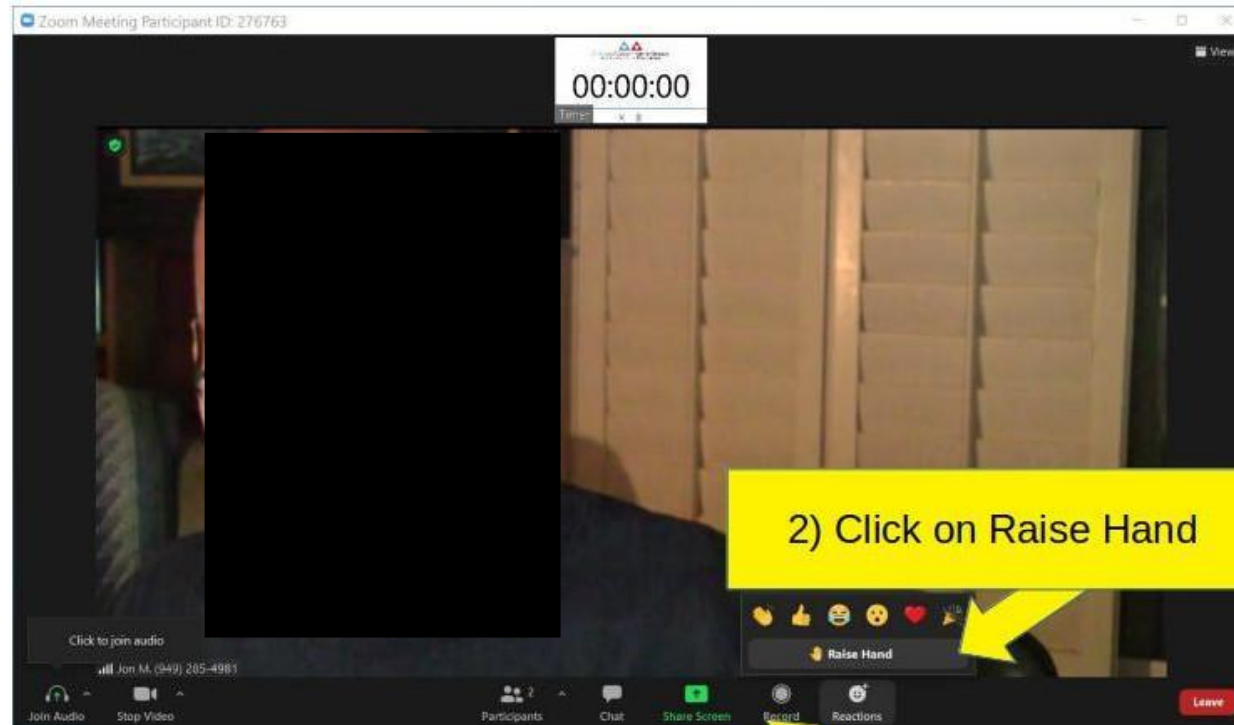 Zoom Meeting Participant ID: 276763
View
00:00:00
Timer
2) Click on Raise Hand
Raise Hand
Click to join audio
Jon M. (949) 285-4981
2
Join Audio
Stop Video
Participants
Chat
Share Screen
Record
Reactions
Leave